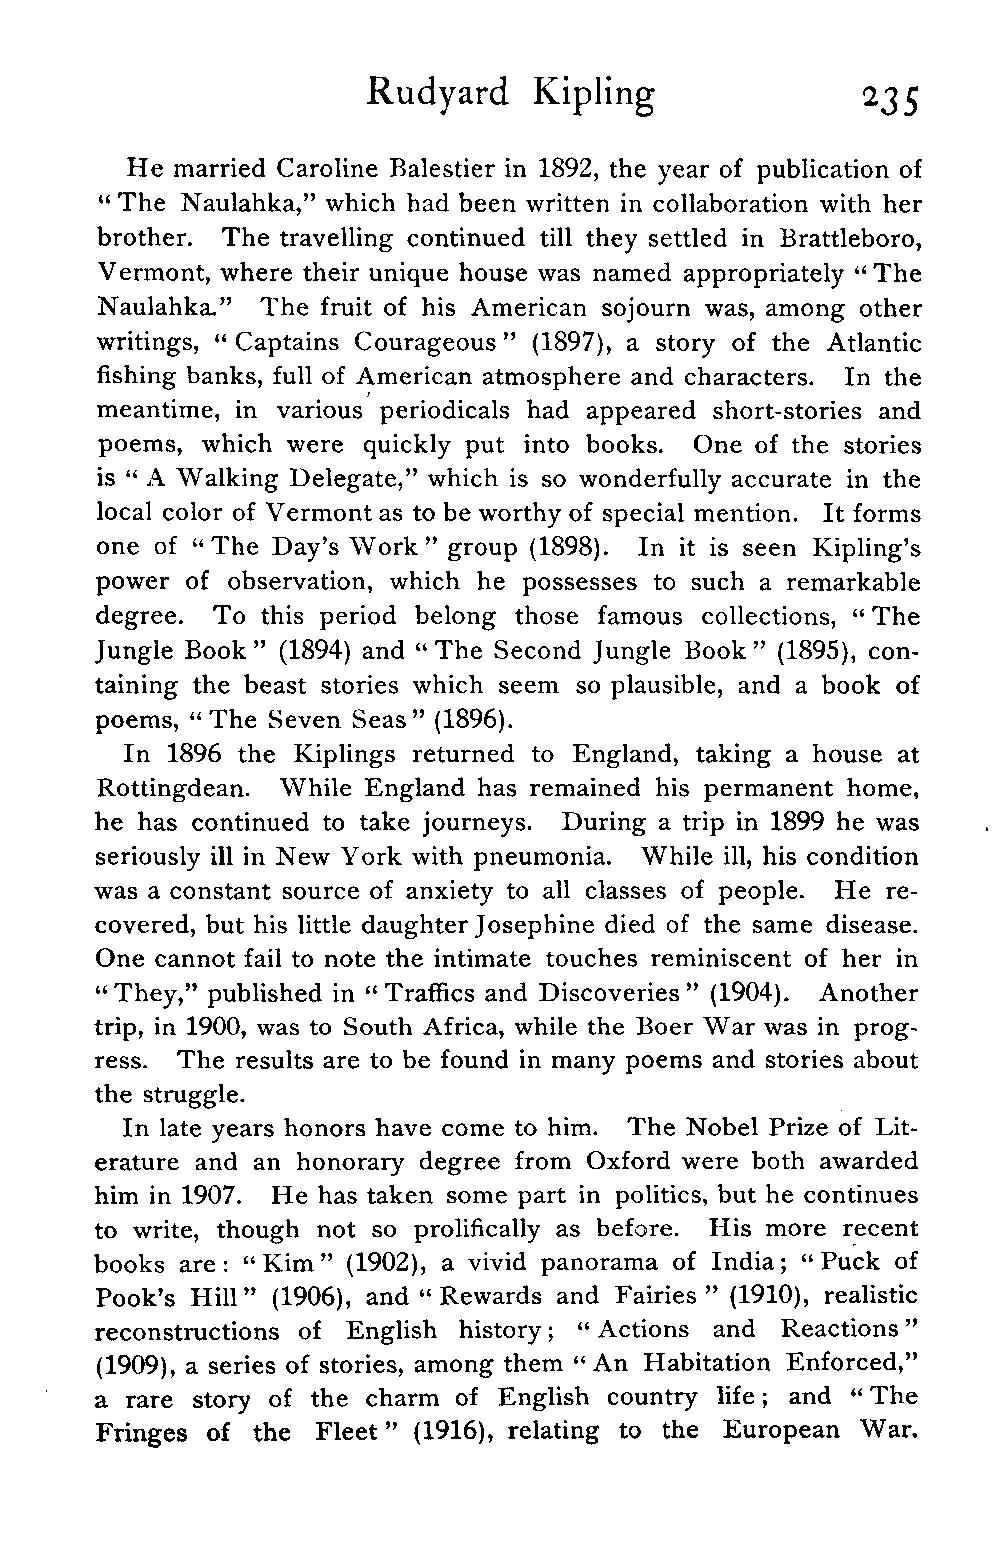 Rudyard Kipling 235
He married Caroline Balestier in 1892, the year of publication of
“The Naulahka,” which had been written in collaboration with her
brother. The travelling continued till they settled in Brattleboro,
Vermont, where their unique house was named appropriately “The
Naulahka.” The fruit of his American sojourn was, among other
writings, “Captains Courageous” (1897), a story of the Atlantic
fishing banks, full of American atmosphere and characters. In the
meantime, in various periodicals had appeared short-stories and
poems, which were quickly put into books. One of the stories
is “A Walking Delegate,” which is so wonderfully accurate in the
local color of Vermont as to be worthy of special mention. It forms
one of “The Day's Work” group (1898). In it is seen Kipling's
power of observation, which he possesses to such a remarkable
degree. To this period belong those famous collections, “The
Jungle Book” (1894) and “The Second Jungle Book” (1895), con-
taining the beast stories which seem so plausible, and a book of
poems, “The Seven Seas” (1896).
In 1896 the Kiplings returned to England, taking a house at
Rottingdean. While England has remained his permanent home,
he has continued to take journeys. During a trip in 1899 he was
seriously ill in New York with pneumonia. While ill, his condition
was a constant source of anxiety to all classes of people. He re-
covered, but his little daughter Josephine died of the same disease.
One cannot fail to note the intimate touches reminiscent of her in
“They,” published in “Traffics and Discoveries” (1904). Another
trip, in 1900, was to South Africa, while the Boer War was in prog-
ress. The results are to be found in many poems and stories about
the struggle.
In late years honors have come to him. The Nobel Prize of Lit-
erature and an honorary degree from Oxford were both awarded
him in 1907. He has taken some part in politics, but he continues
to write, though not so prolifically as before. His more recent
books are: “Kim” (1902), a vivid panorama of India; “Puck of
Pook's Hill” (1906), and “Rewards and Fairies” (1910), realistic
reconstructions of English history; “Actions and Reactions”
(1909), a series of stories, among them “An Habitation Enforced,”
a rare story of the charm of English country life; and “The
Fringes of the Fleet” (1916), relating to the European War.